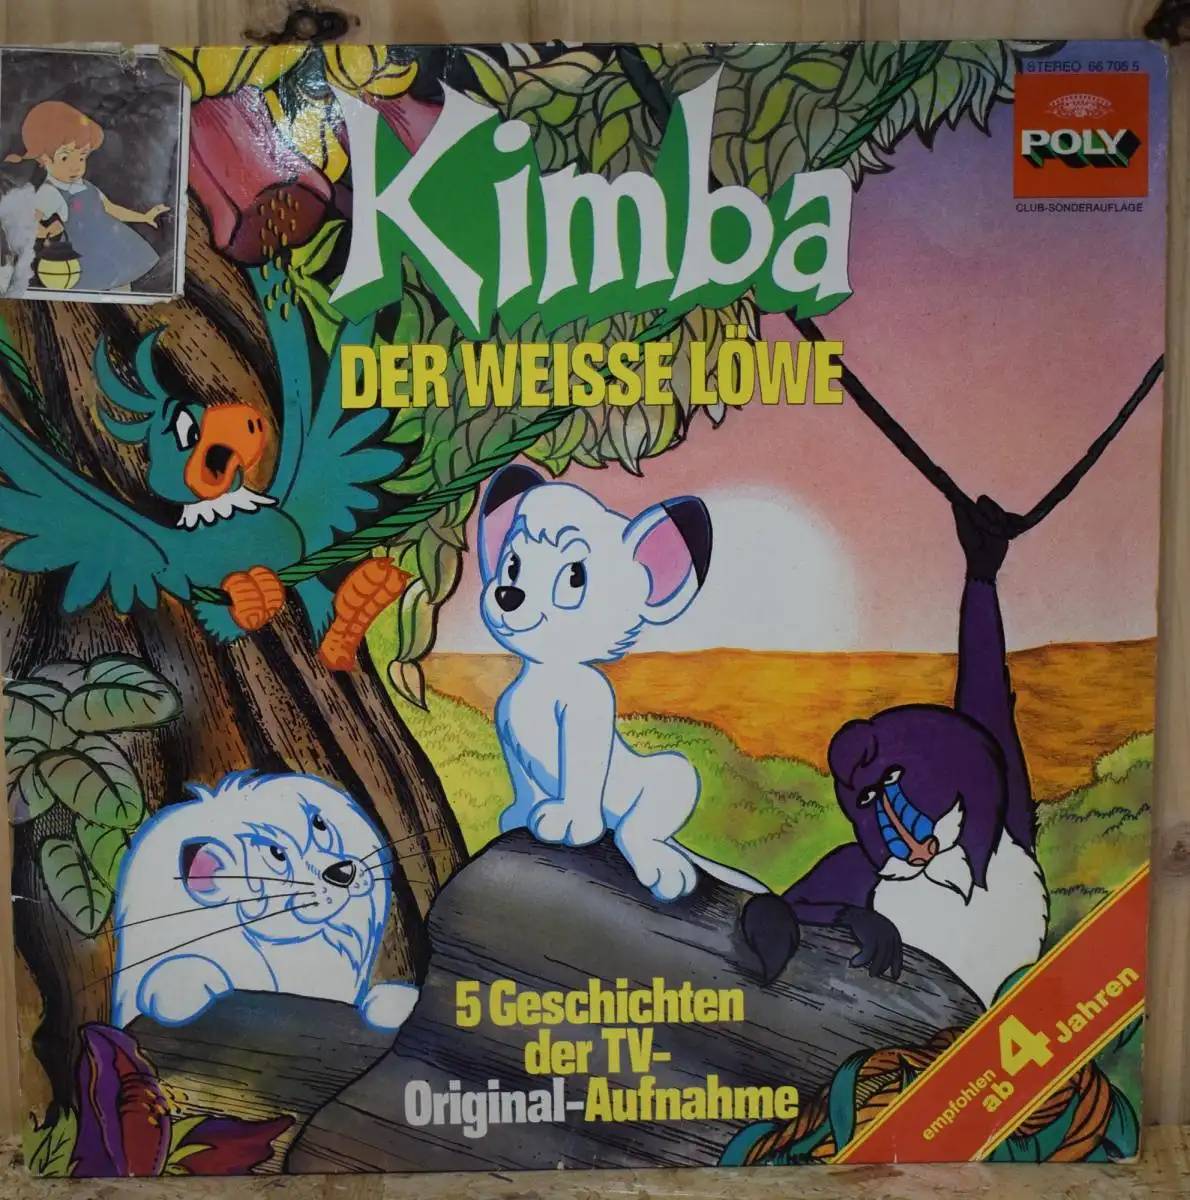 STEREO 66 705 5
POLY
CLUB-SONDERAUFLAGE
Kimba
DER WEISSE LÖWE
5 Geschichten
der TV-
Original-Aufnahme
empfohlen
ab 4 Jahren